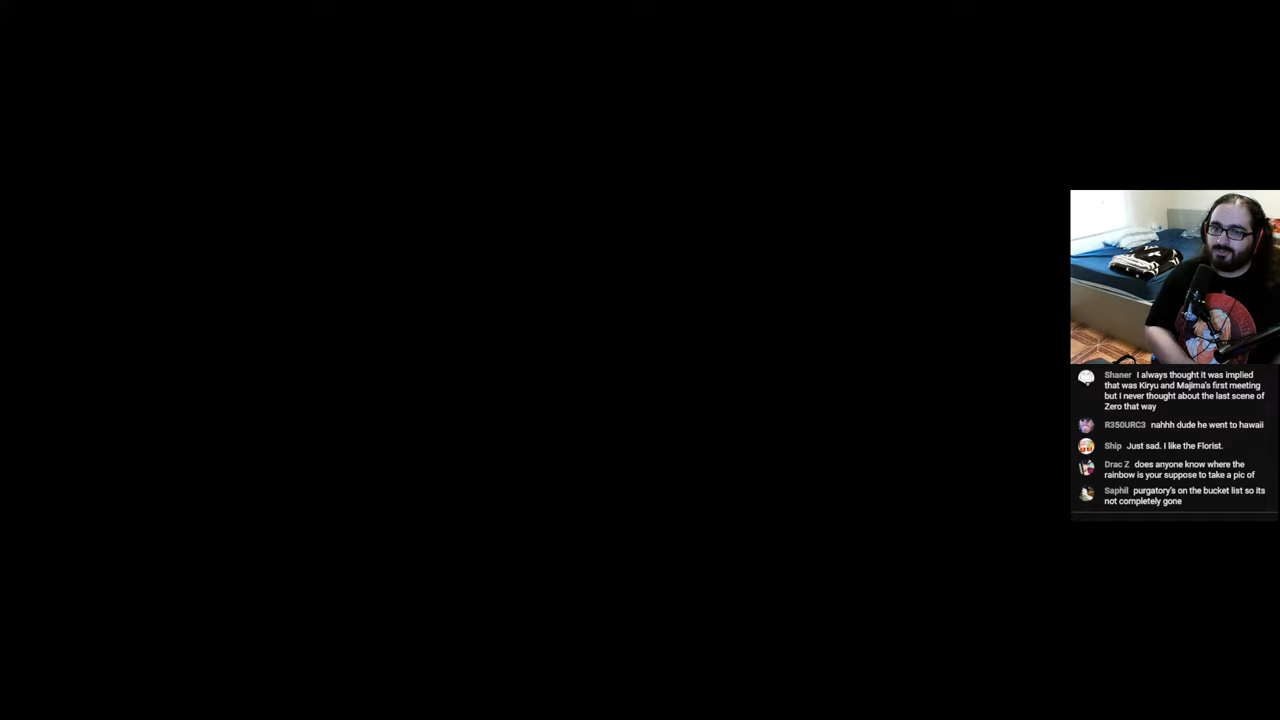 Shaner I always thought it was implied
that was Kiryu and Majima's first meeting
but I never thought about the last scene of
Zero that way
R350URC3 nahhh dude he went to hawaii
Ship Just sad. I like the Florist.
Drac Z does anyone know where the
rainbow is your suppose to take a pic of
Saphil purgatory's on the bucket list so its
not completely gone